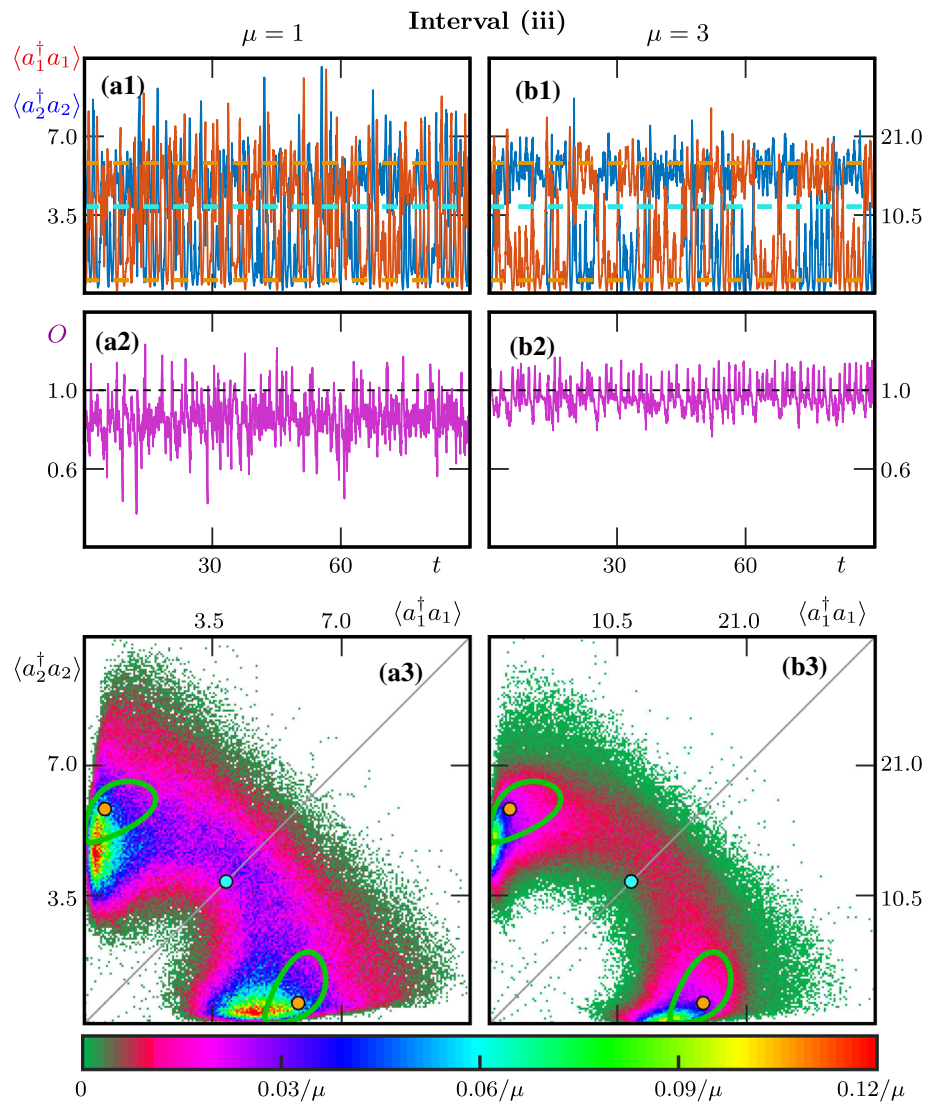 Interval (iii)
μ = 1 μ = 3
⟨a₁†a₁⟩
⟨a₂†a₂⟩
(a1) (b1)
7.0 21.0
3.5 10.5
O
(a2) (b2)
1.0 1.0
0.6 0.6
30 60 t 30 60 t
3.5 7.0 ⟨a₁†a₁⟩ 10.5 21.0 ⟨a₁†a₁⟩
⟨a₂†a₂⟩ (a3) (b3)
7.0 21.0
3.5 10.5
0 0.03/μ 0.06/μ 0.09/μ 0.12/μ